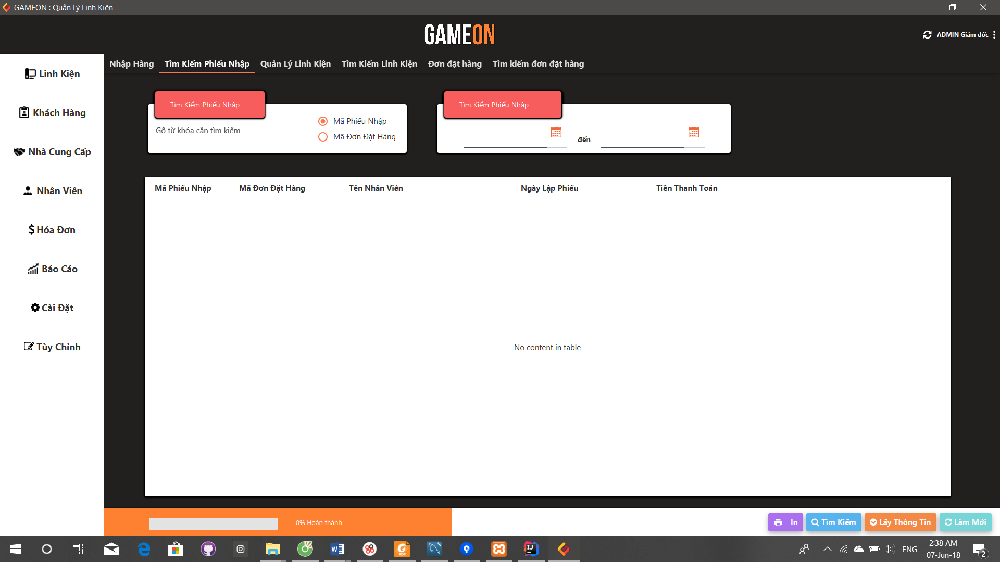 GAMEON : Quản Lý Linh Kiện
GAMEON
ADMIN Giám đốc
Nhập Hàng
Tìm Kiếm Phiếu Nhập
Quản Lý Linh Kiện
Tìm Kiếm Linh Kiện
Đơn đặt hàng
Tìm kiếm đơn đặt hàng
Linh Kiện
Khách Hàng
Nhà Cung Cấp
Nhân Viên
Hóa Đơn
Báo Cáo
Cài Đặt
Tùy Chỉnh
Tìm Kiếm Phiếu Nhập
Gõ từ khóa cần tìm kiếm
Mã Phiếu Nhập
Mã Đơn Đặt Hàng
Tìm Kiếm Phiếu Nhập
đến
Mã Phiếu Nhập
Mã Đơn Đặt Hàng
Tên Nhân Viên
Ngày Lập Phiếu
Tiền Thanh Toán
No content in table
0% Hoàn thành
In
Tìm Kiếm
Lấy Thông Tin
Làm Mới
ENG
2:38 AM
07-Jun-18
2